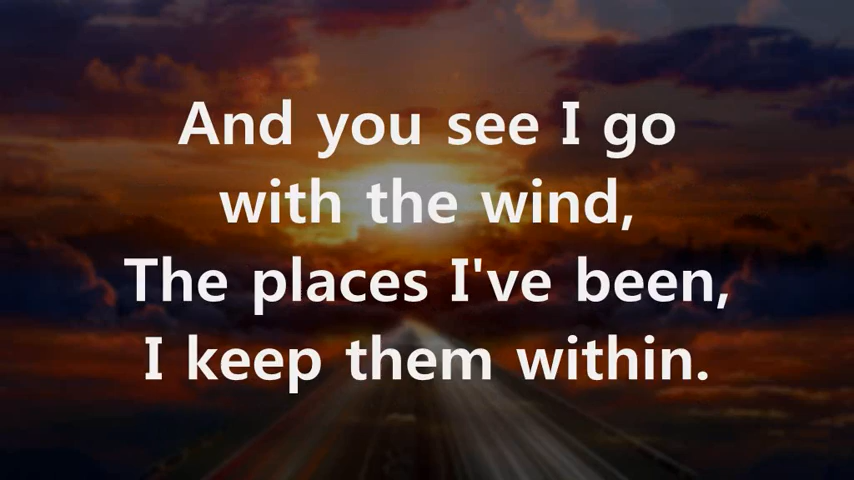 And you see I go
with the wind,
The places I've been,
I keep them within.